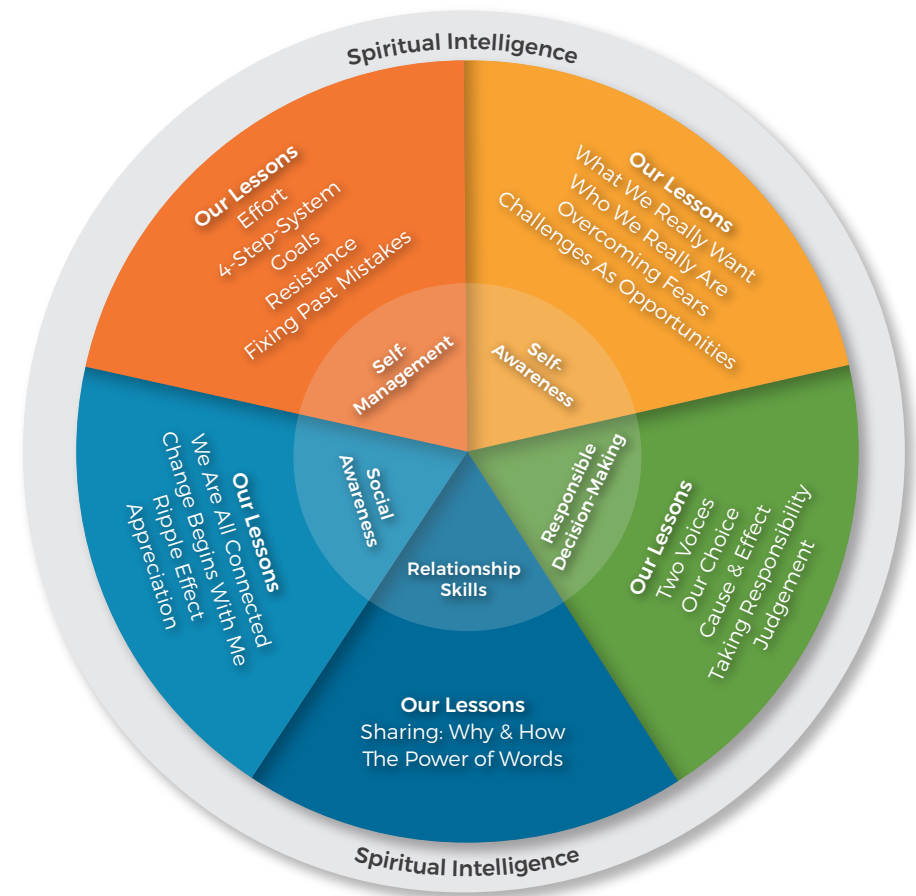 Spiritual Intelligence
Our Lessons
Effort
4-Step-System
Goals
Resistance
Fixing Past Mistakes
Self-
Management
Our Lessons
What We Really Want
Who We Really Are
Overcoming Fears
Challenges As Opportunities
Self-
Awareness
Our Lessons
We Are All Connected
Change Begins With Me
Ripple Effect
Appreciation
Social
Awareness
Responsible
Decision-Making
Our Lessons
Two Voices
Our Choice
Cause & Effect
Taking Responsibility
Judgement
Relationship
Skills
Our Lessons
Sharing: Why & How
The Power of Words
Spiritual Intelligence